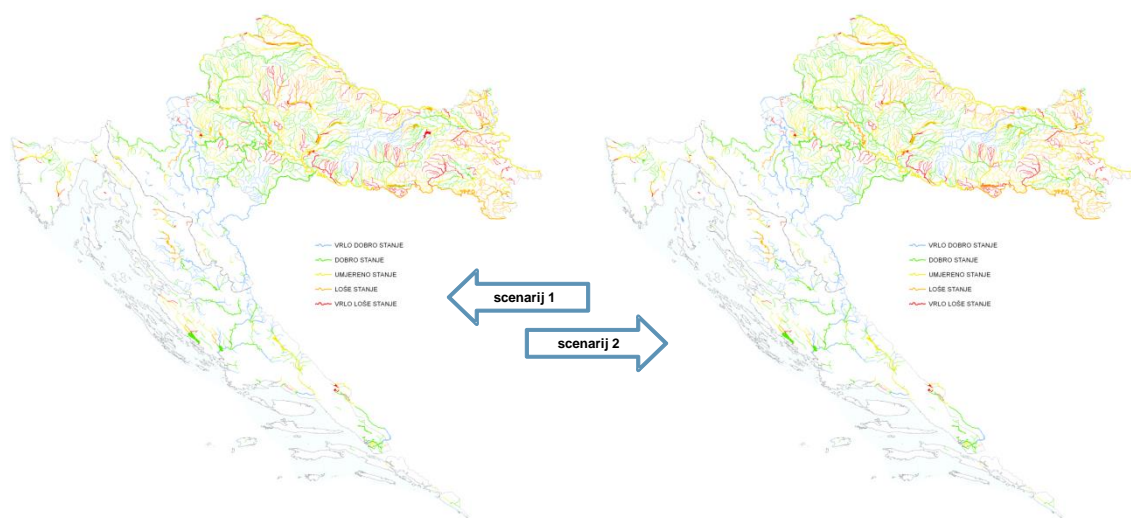 VRLO DOBRO STANJE
DOBRO STANJE
UMJERENO STANJE
LOŠE STANJE
VRLO LOŠE STANJE
scenarij 1
scenarij 2
VRLO DOBRO STANJE
DOBRO STANJE
UMJERENO STANJE
LOŠE STANJE
VRLO LOŠE STANJE